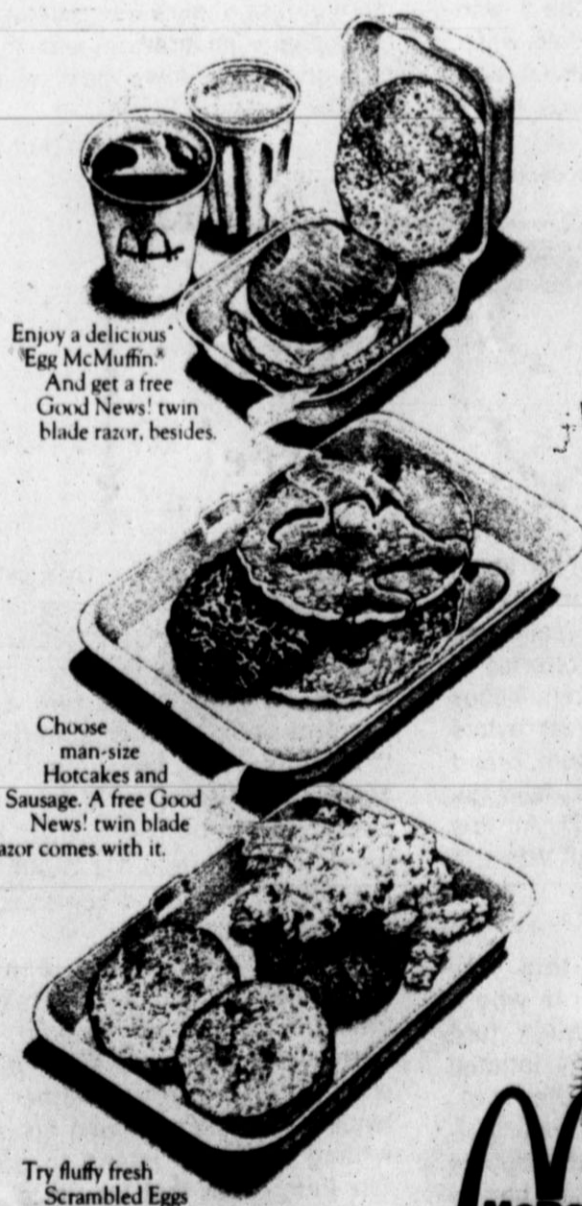 Enjoy a delicious
"Egg McMuffin."
And get a free
Good News! twin
blade razor, besides.
Choose
man-size
Hotcakes and
Sausage. A free Good
News! twin blade
azor comes with it.
Try fluffy fresh
Scrambled Eggs